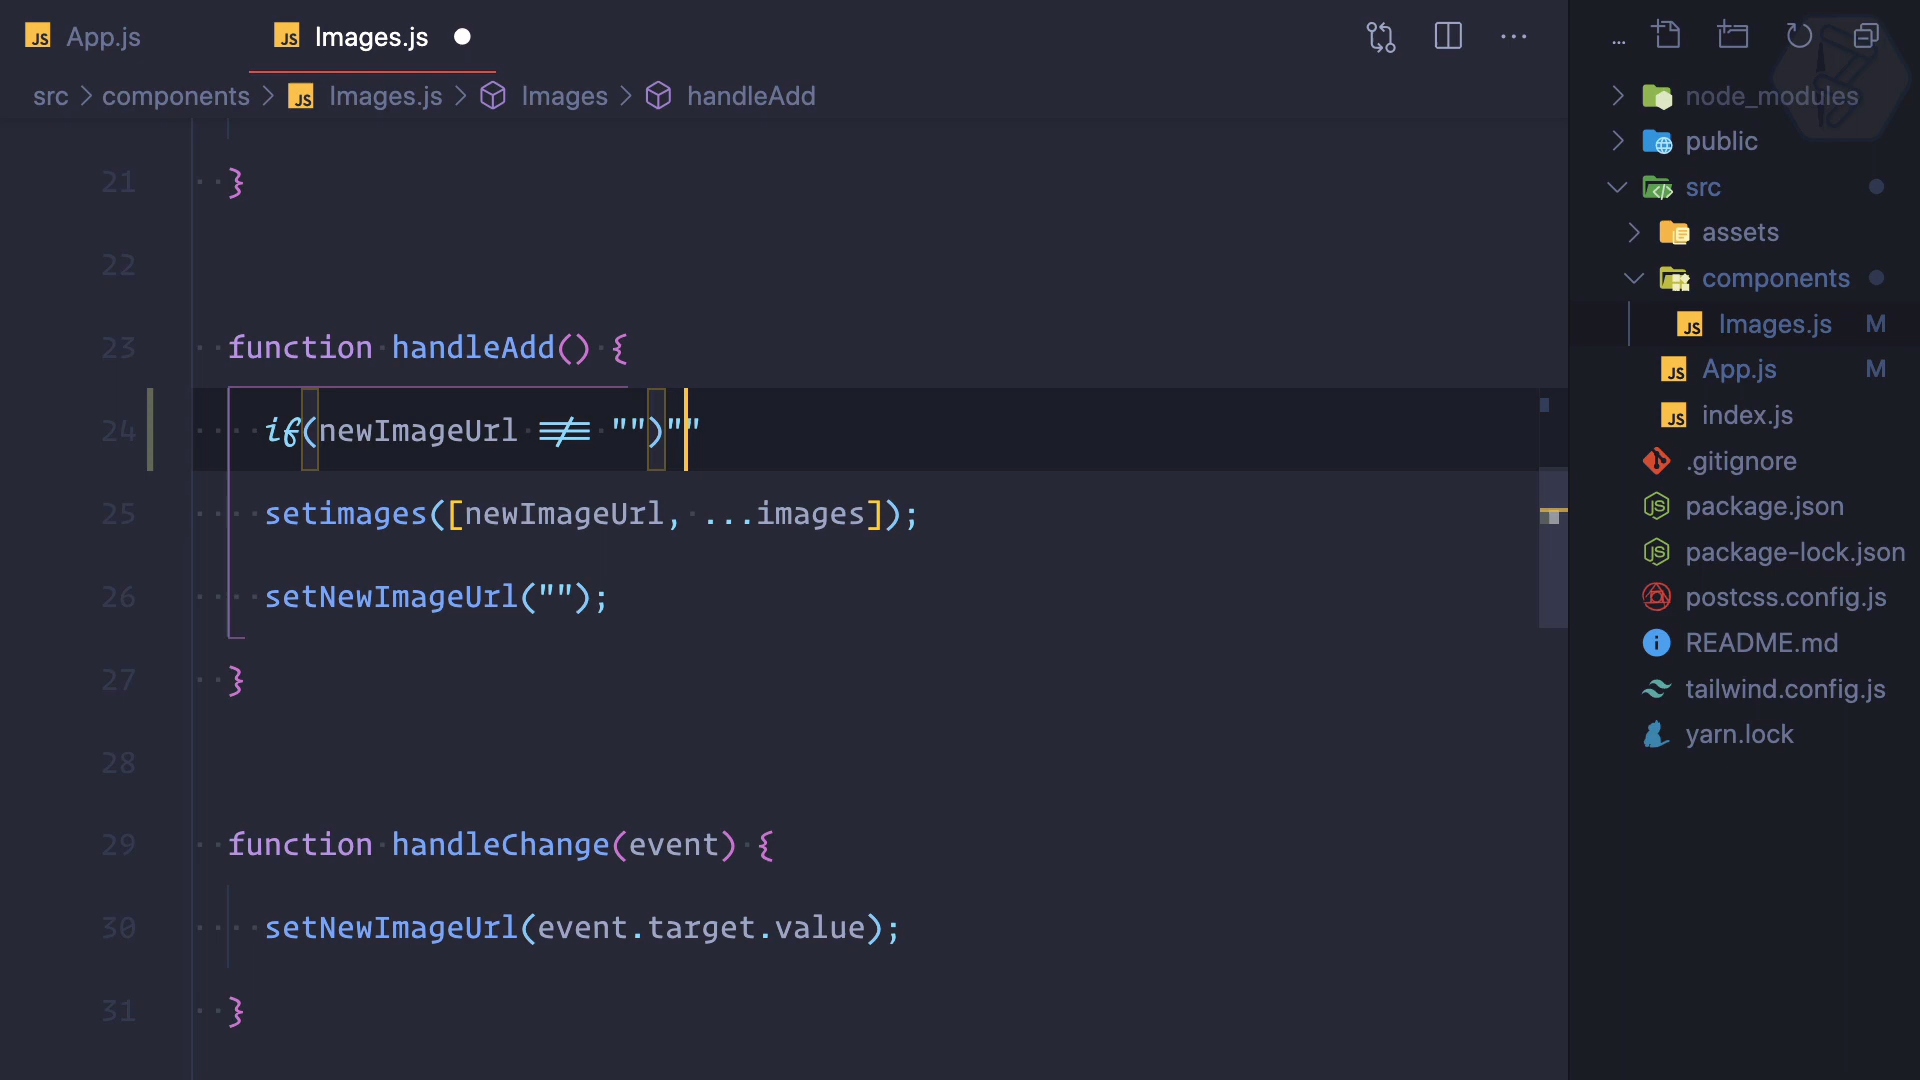 App.js
Images.js
src > components > Images.js > Images > handleAdd
21 }
22
23 function handleAdd() {
24 if(newImageUrl !== "")""
25 setimages([newImageUrl, ...images]);
26 setNewImageUrl("");
27 }
28
29 function handleChange(event) {
30 setNewImageUrl(event.target.value);
31 }
...
node_modules
public
src
assets
components
Images.js M
App.js M
index.js
.gitignore
package.json
package-lock.json
postcss.config.js
README.md
tailwind.config.js
yarn.lock